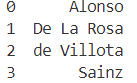 0 Alonso
1 De La Rosa
2 de Villota
3 Sainz